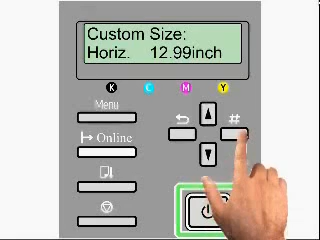 Custom Size:
Horiz. 12.99inch
K C M Y
Menu
#
Online